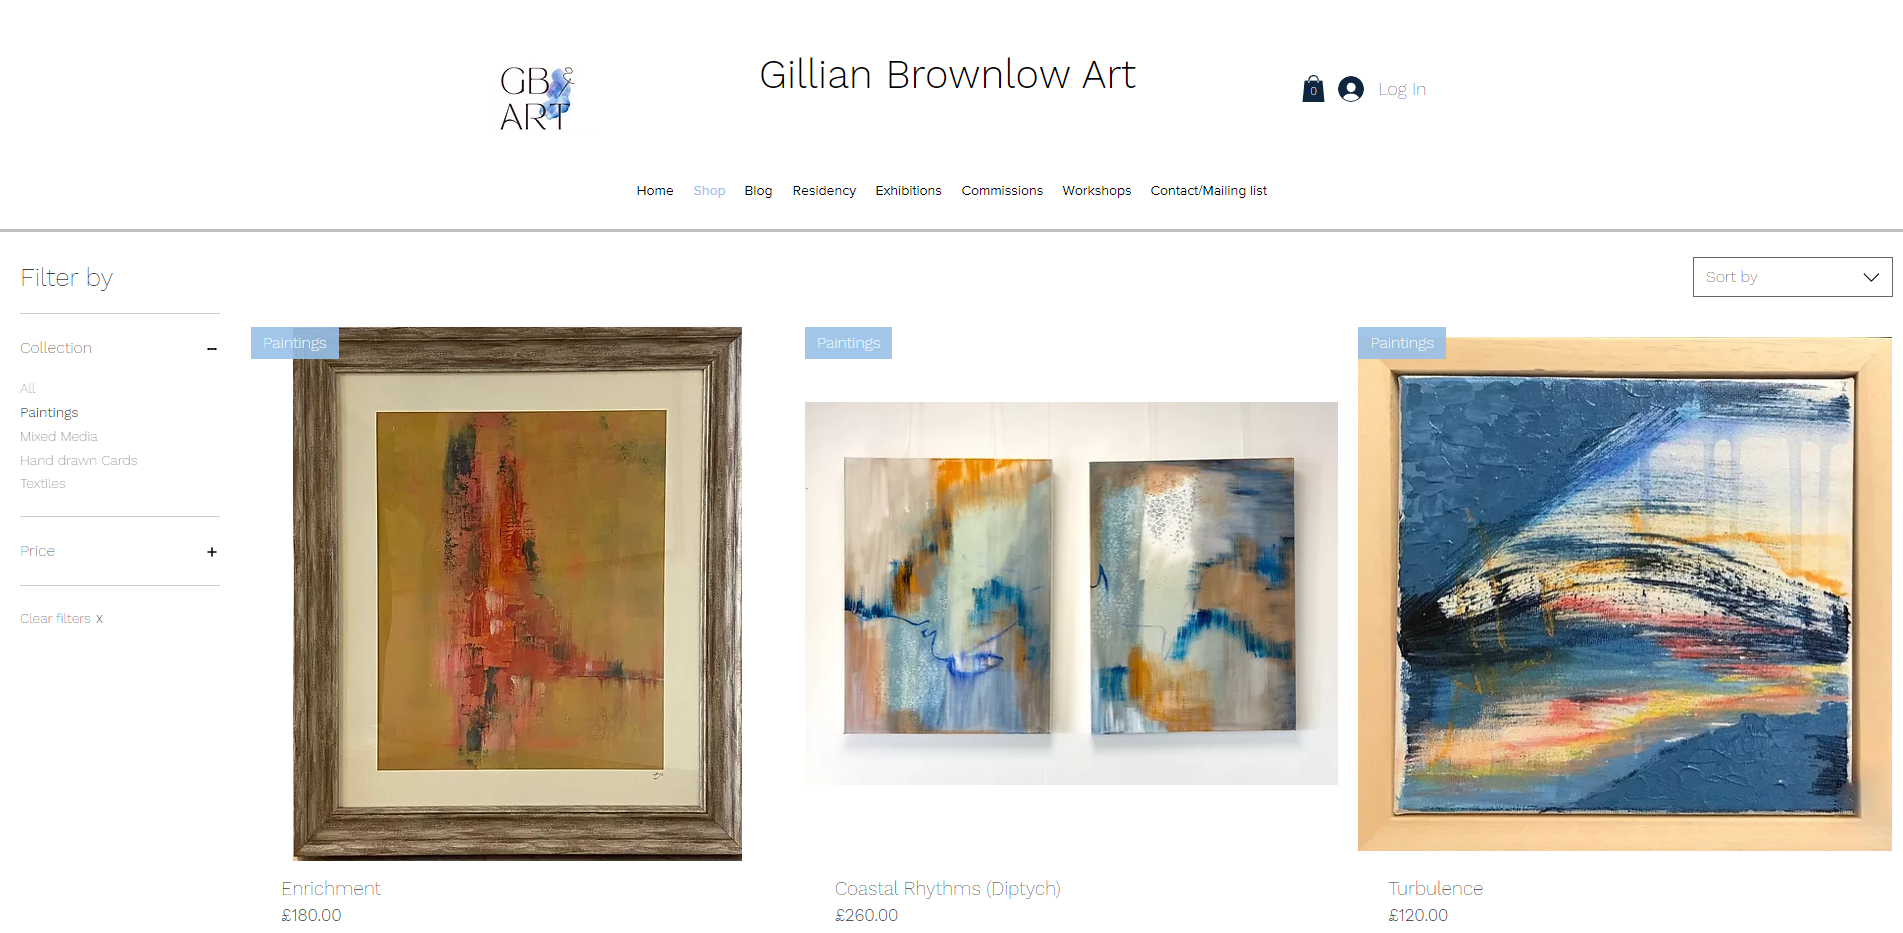 GB &
ART
Gillian Brownlow Art
0
Log In
Home Shop Blog Residency Exhibitions Commissions Workshops Contact/Mailing list
Filter by
Sort by
Collection
All
Paintings
Mixed Media
Hand drawn Cards
Textiles
Price
Clear filters X
Paintings
Enrichment
£180.00
Paintings
Coastal Rhythms (Diptych)
£260.00
Paintings
Turbulence
£120.00